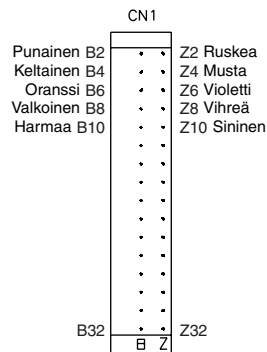 CN1
Punainen B2 Z2 Ruskea
Keltainen B4 Z4 Musta
Oranssi B6 Z6 Violetti
Valkoinen B8 Z8 Vihreä
Harmaa B10 Z10 Sininen
B32 Z32
B Z